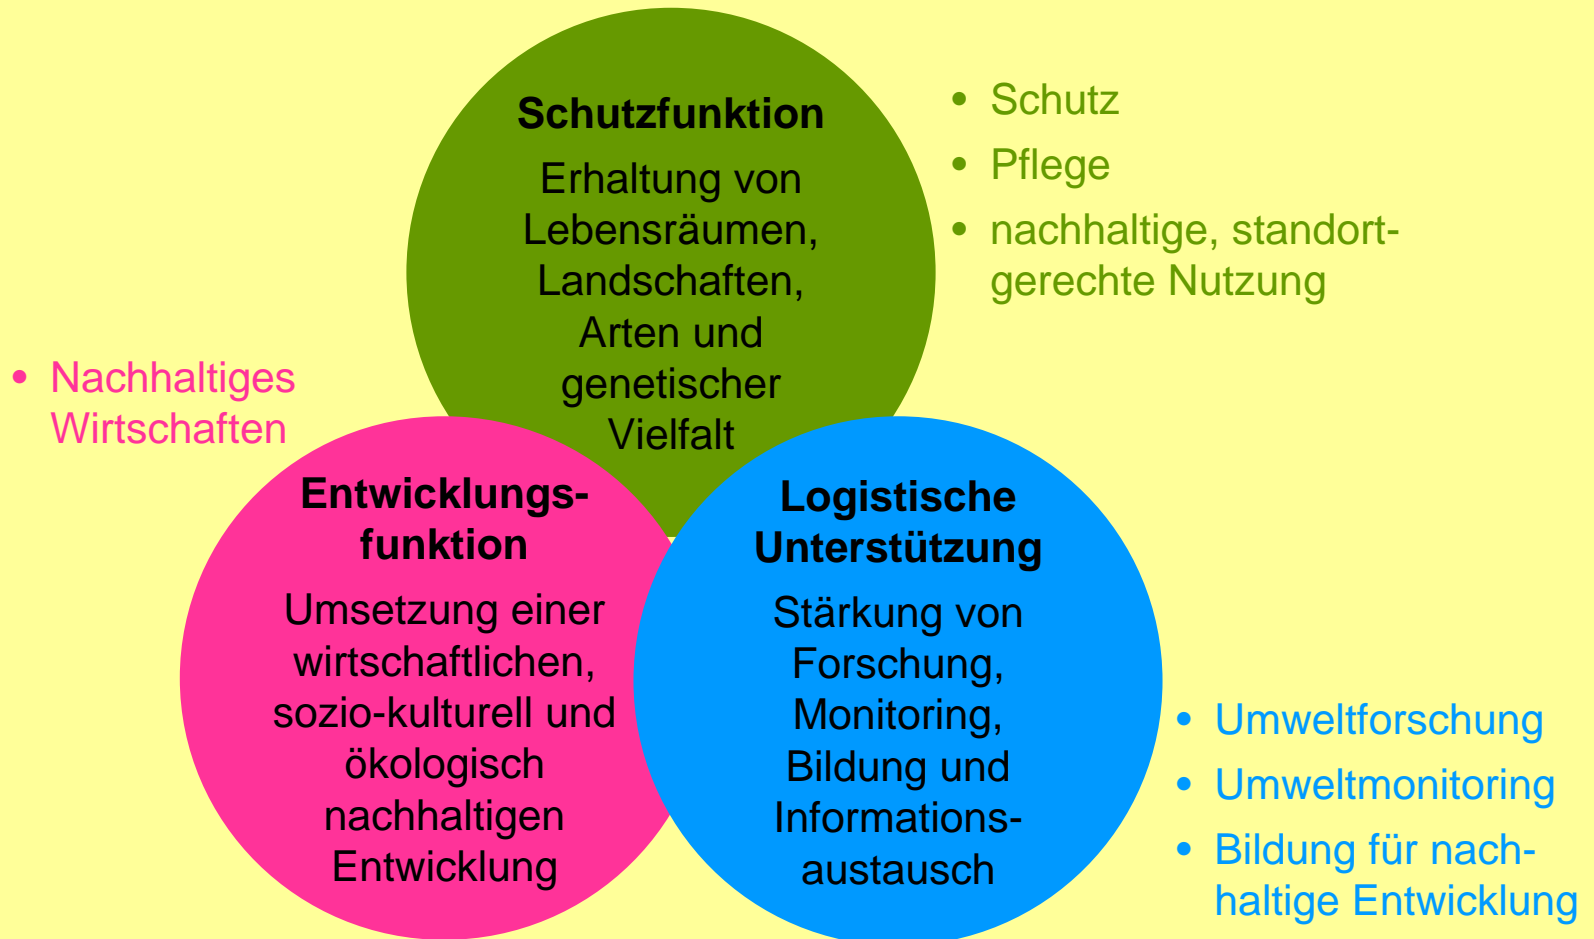 Schutzfunktion
Erhaltung von
Lebensräumen,
Landschaften,
Arten und
genetischer
Vielfalt
• Schutz
• Pflege
• nachhaltige, standort-
gerechte Nutzung
• Nachhaltiges
Wirtschaften
Entwicklungs-
funktion
Umsetzung einer
wirtschaftlichen,
sozio-kulturell und
ökologisch
nachhaltigen
Entwicklung
Logistische
Unterstützung
Stärkung von
Forschung,
Monitoring,
Bildung und
Informations-
austausch
• Umweltforschung
• Umweltmonitoring
• Bildung für nach-
haltige Entwicklung